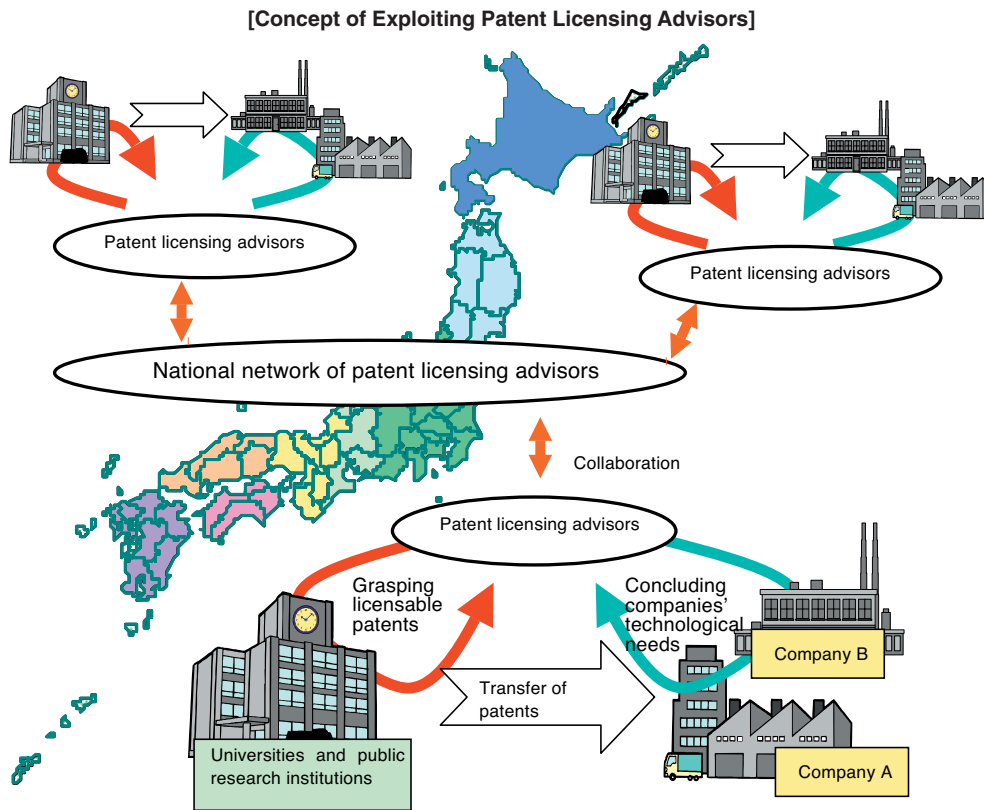 [Concept of Exploiting Patent Licensing Advisors]
Patent licensing advisors
Patent licensing advisors
National network of patent licensing advisors
Collaboration
Patent licensing advisors
Grasping
licensable
patents
Concluding
companies'
technological
needs
Company B
Transfer of
patents
Universities and public
research institutions
Company A